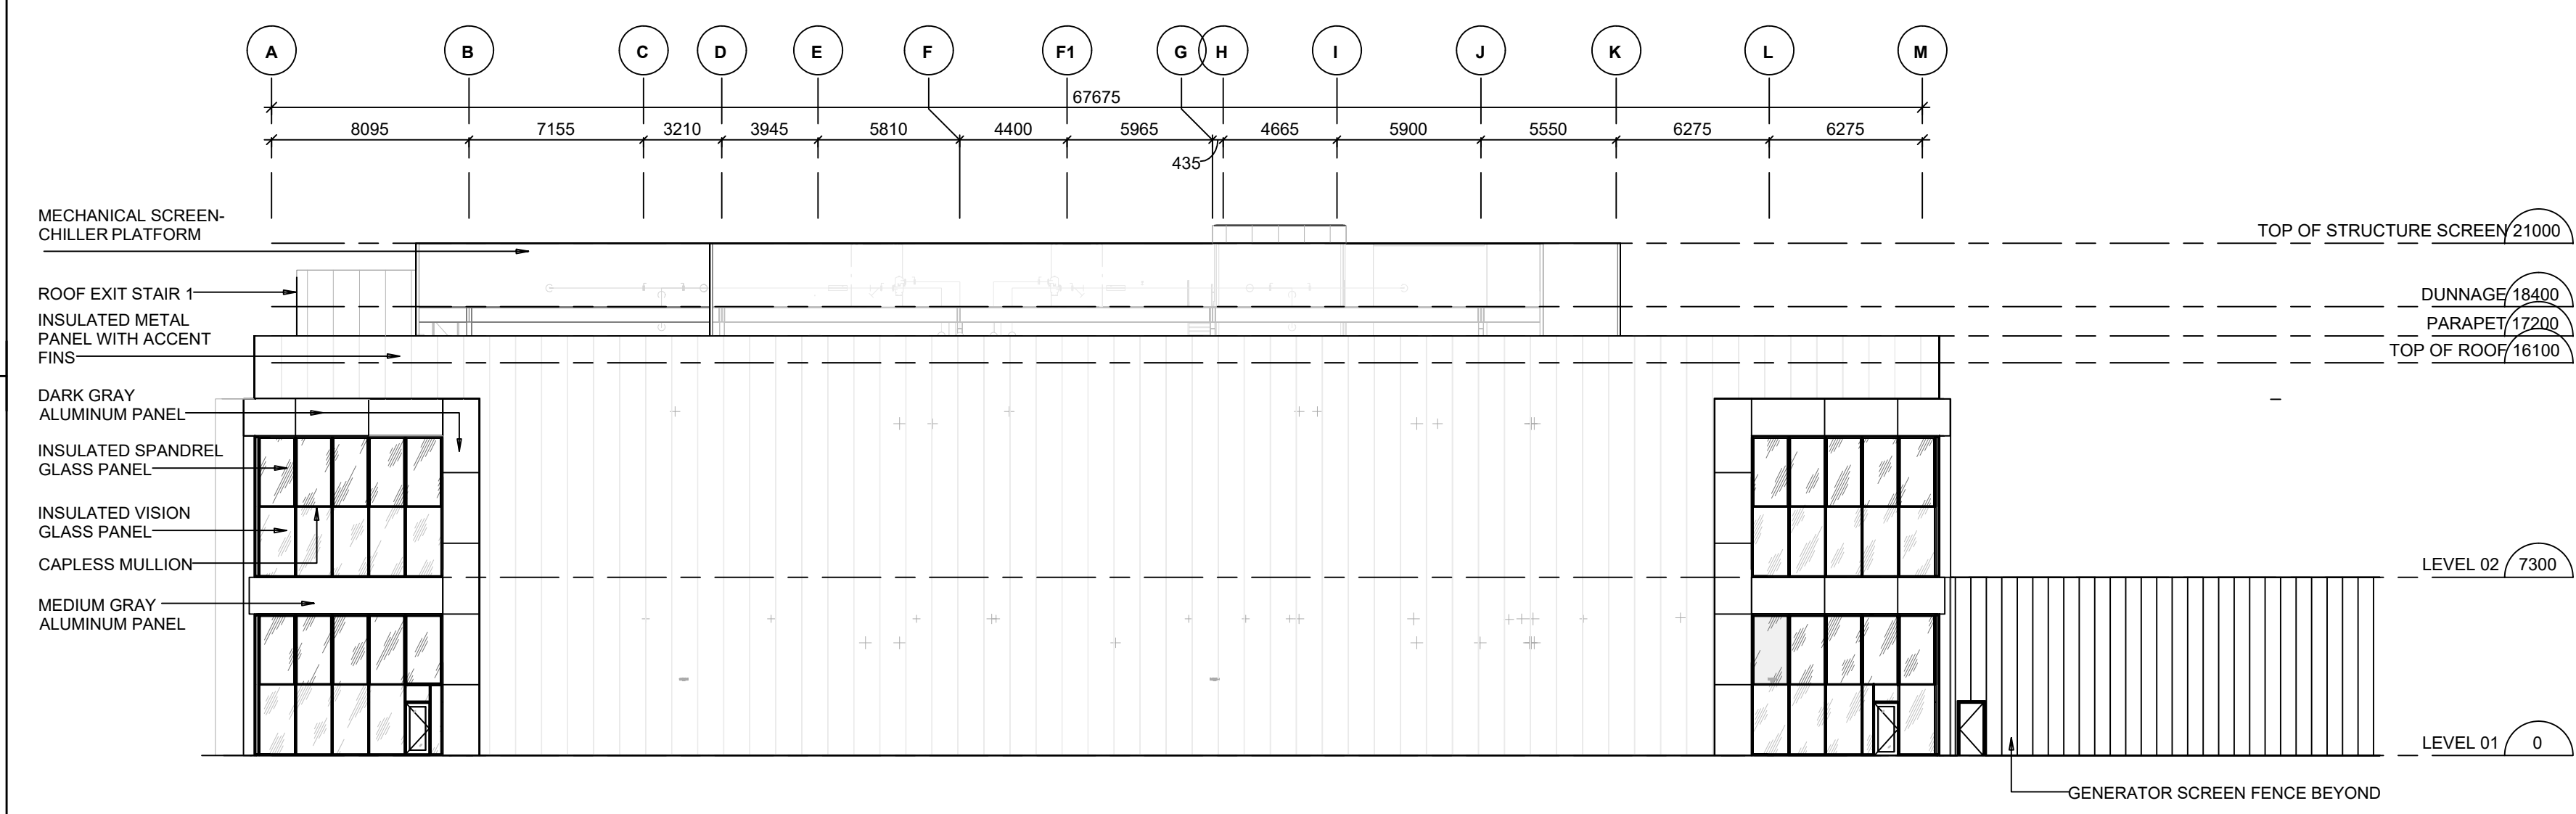 A B C D E F F1 G H I J K L M
67675
8095 7155 3210 3945 5810 4400 5965 4665 5900 5550 6275 6275
435
MECHANICAL SCREEN-
CHILLER PLATFORM
ROOF EXIT STAIR 1
INSULATED METAL
PANEL WITH ACCENT
FINS
DARK GRAY
ALUMINUM PANEL
INSULATED SPANDREL
GLASS PANEL
INSULATED VISION
GLASS PANEL
CAPLESS MULLION
MEDIUM GRAY
ALUMINUM PANEL
TOP OF STRUCTURE SCREEN 21000
DUNNAGE 18400
PARAPET 17200
TOP OF ROOF 16100
LEVEL 02 7300
LEVEL 01 0
GENERATOR SCREEN FENCE BEYOND